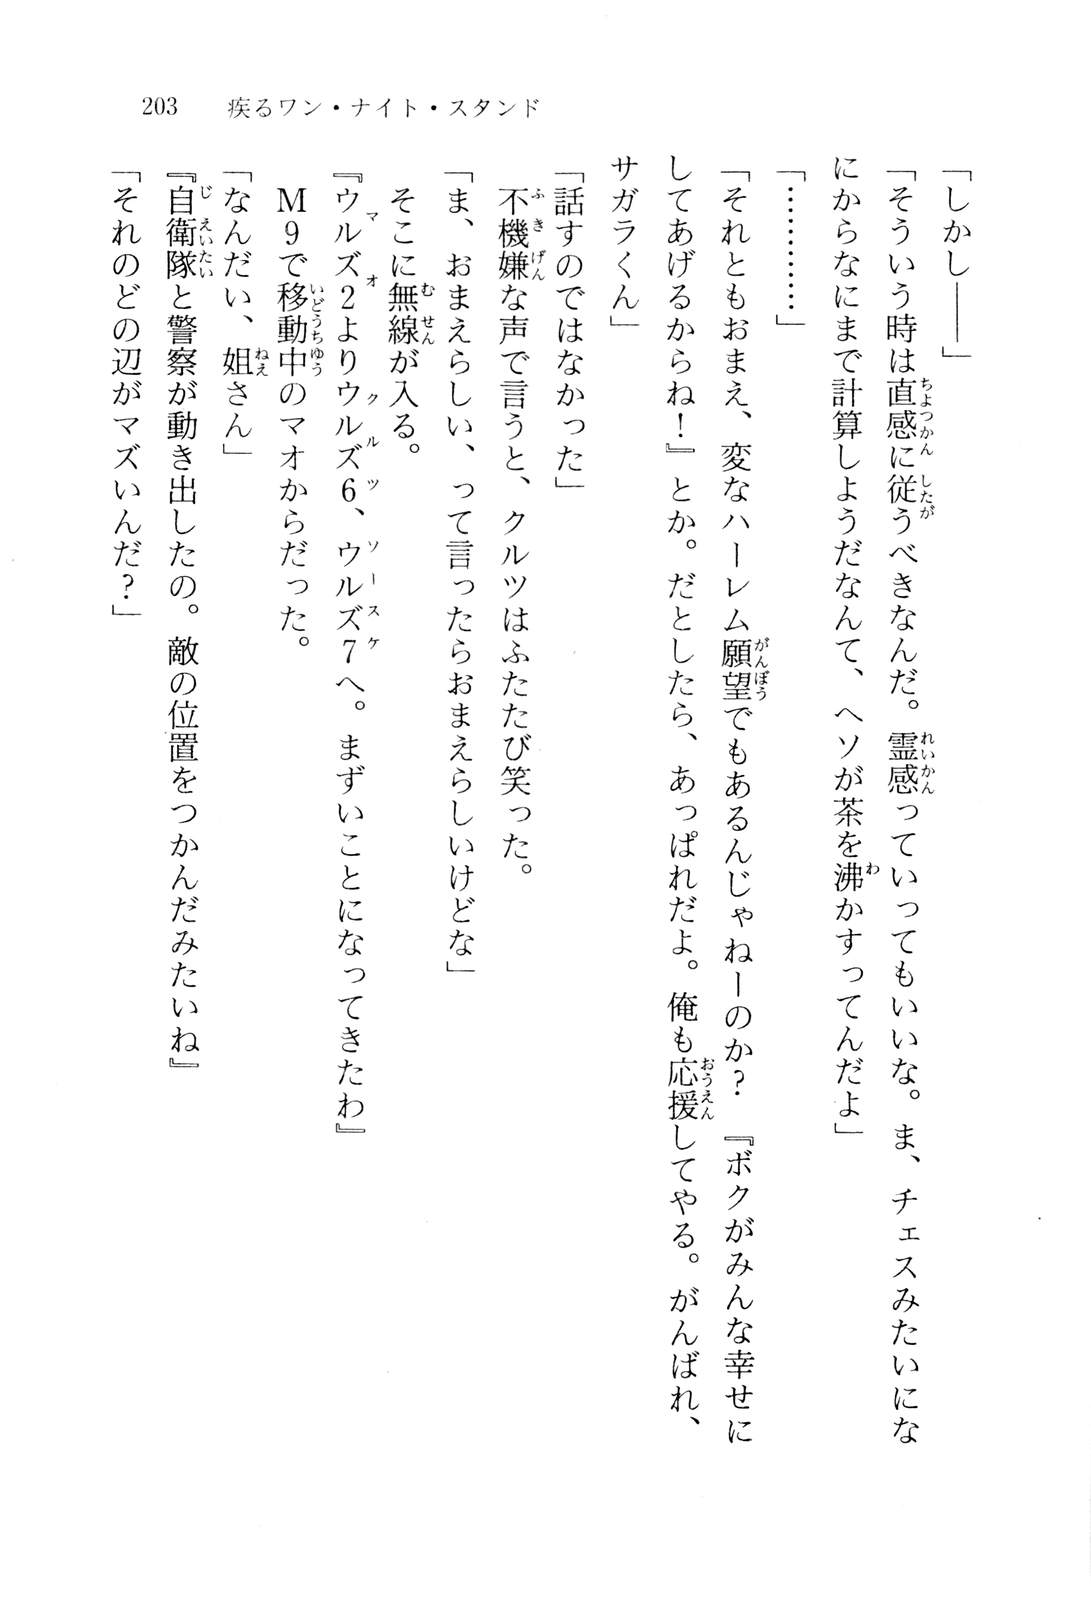 203 疾るワン・ナイト・スタンド
「しかし――」
「そういう時は直感に従うべきなんだ。霊感っていってもいいな。ま、チェスみたいにな
にからなにまで計算しようだなんて、ヘソが茶を沸かすってんだよ」
「…………」
「それともおまえ、変なハーレム願望でもあるんじゃねーのか? 『ボクがみんな幸せに
してあげるからね!』とか。だとしたら、あっぱれだよ。俺も応援してやる。がんばれ、
サガラくん」
「話すのではなかった」
不機嫌な声で言うと、クルツはふたたび笑った。
「ま、おまえらしい、って言ったらおまえらしいけどな」
そこに無線が入る。
『ウルズ2よりウルズ6、ウルズ7へ。まずいことになってきたわ』
M9で移動中のマオからだった。
「なんだい、姐さん」
『自衛隊と警察が動き出したの。敵の位置をつかんだみたいね』
「それのどの辺がマズいんだ?」